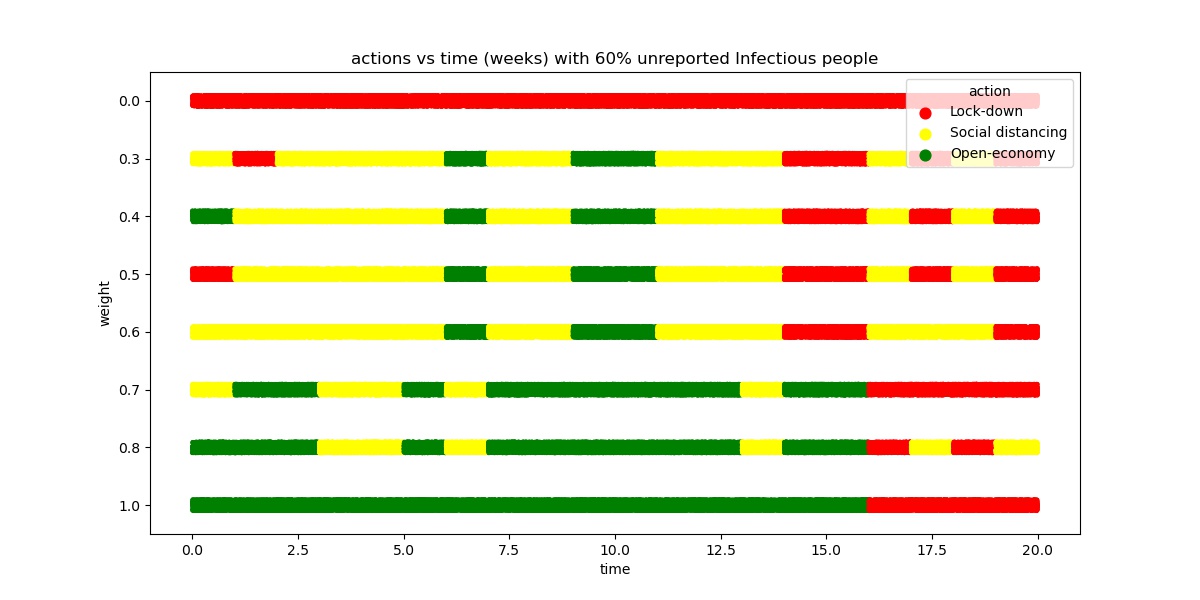 actions vs time (weeks) with 60% unreported Infectious people
action
Lock-down
Social distancing
Open-economy
weight
0.0
0.3
0.4
0.5
0.6
0.7
0.8
1.0
0.0 2.5 5.0 7.5 10.0 12.5 15.0 17.5 20.0
time